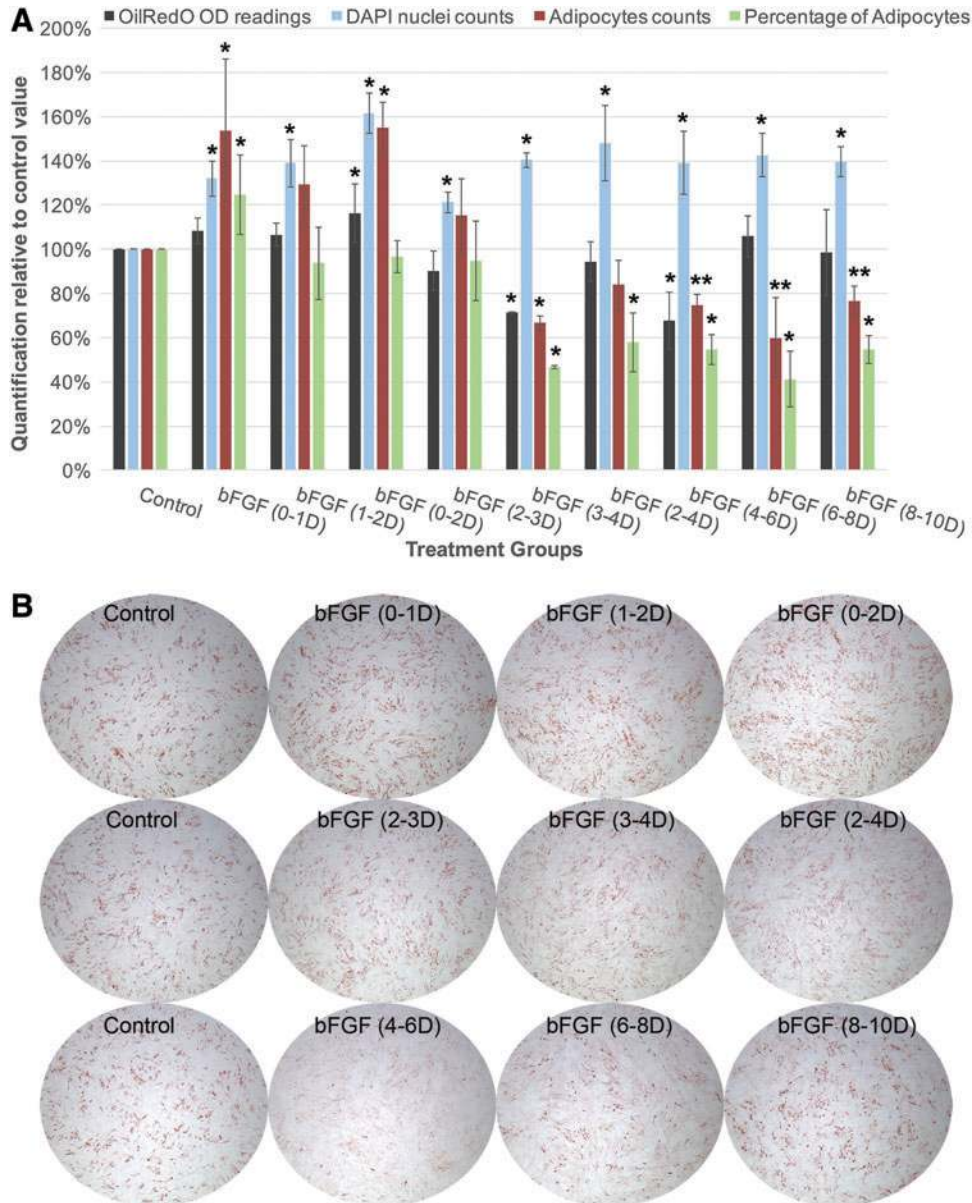 A
OilRedO OD readings DAPI nuclei counts Adipocytes counts Percentage of Adipocytes
200%
180%
160%
140%
120%
100%
80%
60%
40%
20%
0%
Quantification relative to control value
* * * * * * * * * * * * * * * * ** * ** * * ** * *
Control bFGF (0-1D) bFGF (1-2D) bFGF (0-2D) bFGF (2-3D) bFGF (3-4D) bFGF (2-4D) bFGF (4-6D) bFGF (6-8D) bFGF (8-10D)
Treatment Groups
B
Control bFGF (0-1D) bFGF (1-2D) bFGF (0-2D)
Control bFGF (2-3D) bFGF (3-4D) bFGF (2-4D)
Control bFGF (4-6D) bFGF (6-8D) bFGF (8-10D)